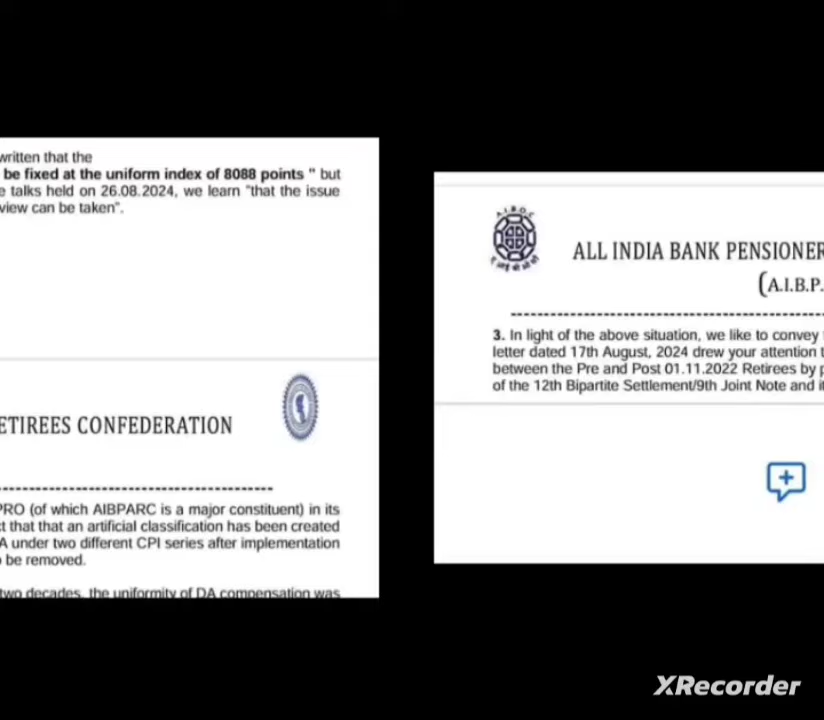 written that the
be fixed at the uniform index of 8088 points " but
talks held on 26.08.2024, we learn "that the issue
view can be taken".
RETIREES CONFEDERATION
PRO (of which AIBPARC is a major constituent) in its
that that an artificial classification has been created
under two different CPI series after implementation
be removed.
two decades, the uniformity of DA compensation was
A.I.B.O.C
ALL INDIA BANK PENSIONER
(A.I.B.P.
3. In light of the above situation, we like to convey
letter dated 17th August, 2024 drew your attention
between the Pre and Post 01.11.2022 Retirees by
of the 12th Bipartite Settlement/9th Joint Note and
XRecorder